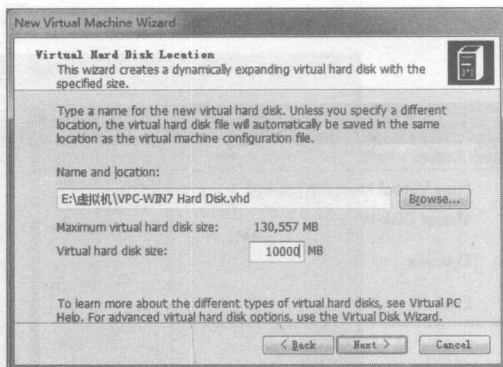 New Virtual Machine Wizard
Virtual Hard Disk Location
This wizard creates a dynamically expanding virtual hard disk with the
specified size.
Type a name for the new virtual hard disk. Unless you specify a different
location, the virtual hard disk file will automatically be saved in the same
location as the virtual machine configuration file.
Name and location:
E:\虚拟机\VPC-WIN7 Hard Disk.vhd Browse...
Maximum virtual hard disk size: 130,557 MB
Virtual hard disk size: 10000 MB
To learn more about the different types of virtual hard disks, see Virtual PC
Help. For advanced virtual hard disk options, use the Virtual Disk Wizard.
< Back Next > Cancel